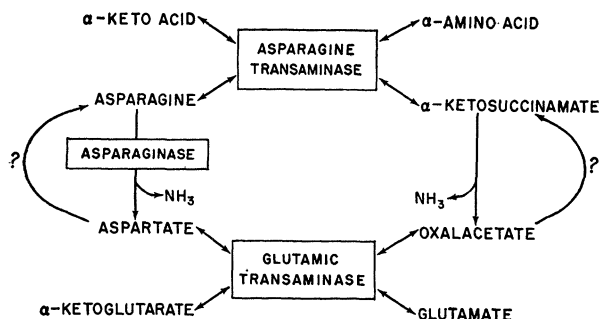 α-KETO ACID
α-AMINO ACID
ASPARAGINE
TRANSAMINASE
ASPARAGINE
α-KETOSUCCINAMATE
?
ASPARAGINASE
?
NH3
NH3
ASPARTATE
OXALACETATE
GLUTAMIC
TRANSAMINASE
α-KETOGLUTARATE
GLUTAMATE